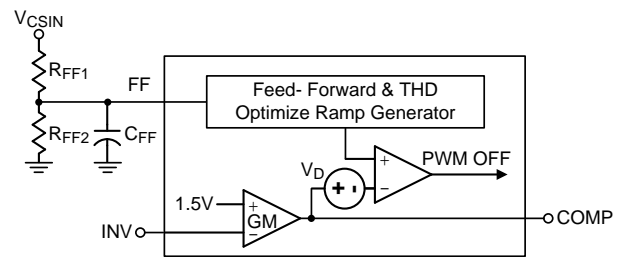 VCSIN
RFF1
FF
Feed- Forward & THD
Optimize Ramp Generator
RFF2
CFF
+
PWM OFF
VD
+ -
−
1.5V
+
GM
INV
−
COMP